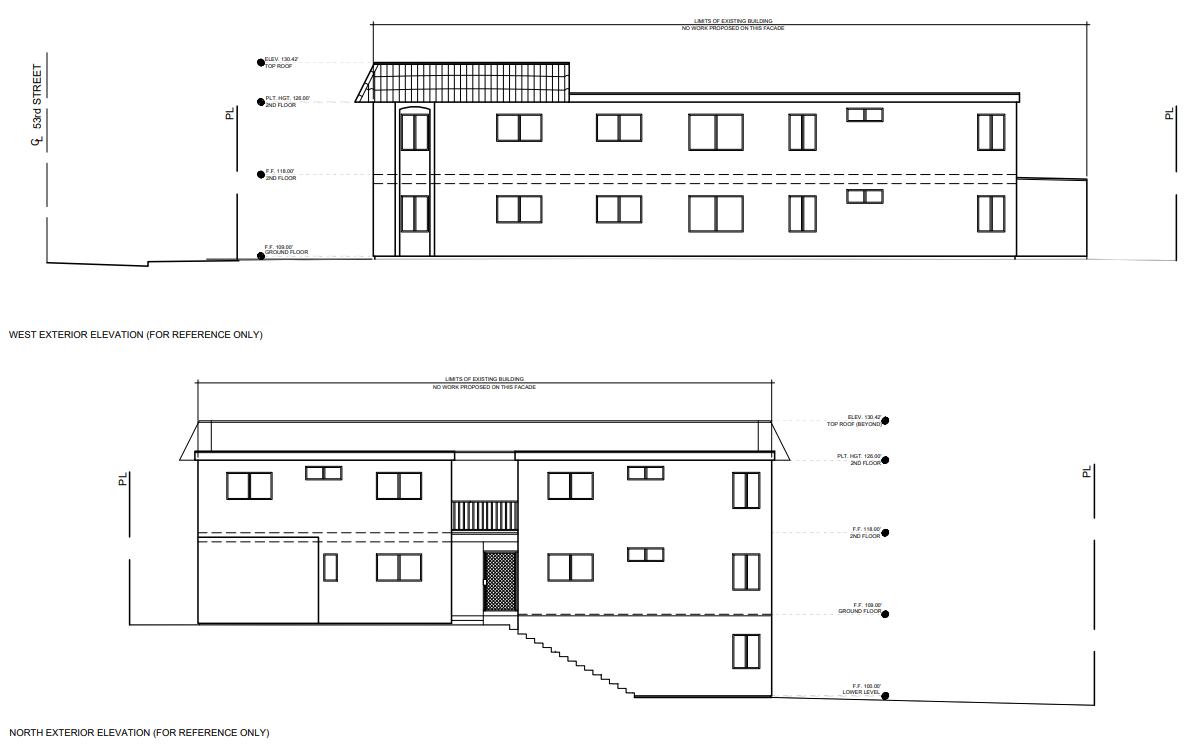 LIMITS OF EXISTING BUILDING
NO WORK PROPOSED ON THIS FACADE
ELEV. 130.42'
TOP ROOF
PLT. HGT. 126.00'
2ND FLOOR
F.F. 118.00'
2ND FLOOR
F.F. 109.00'
GROUND FLOOR
CL 53rd STREET
PL
PL
WEST EXTERIOR ELEVATION (FOR REFERENCE ONLY)
LIMITS OF EXISTING BUILDING
NO WORK PROPOSED ON THIS FACADE
ELEV. 130.42'
TOP ROOF (BEYOND)
PLT. HGT. 126.00'
2ND FLOOR
F.F. 118.00'
2ND FLOOR
F.F. 109.00'
GROUND FLOOR
F.F. 100.00'
LOWER LEVEL
PL
PL
NORTH EXTERIOR ELEVATION (FOR REFERENCE ONLY)